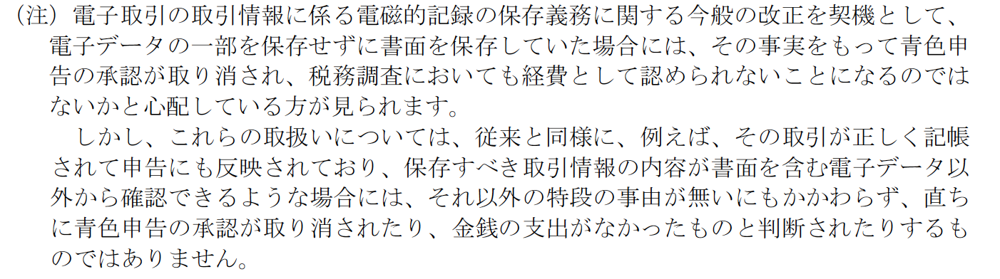 （注）電子取引の取引情報に係る電磁的記録の保存義務に関する今般の改正を契機として、
電子データの一部を保存せずに書面を保存していた場合には、その事実をもって青色申
告の承認が取り消され、税務調査においても経費として認められないことになるのでは
ないかと心配している方が見られます。
しかし、これらの取扱いについては、従来と同様に、例えば、その取引が正しく記帳
されて申告にも反映されており、保存すべき取引情報の内容が書面を含む電子データ以
外から確認できるような場合には、それ以外の特段の事由が無いにもかかわらず、直ち
に青色申告の承認が取り消されたり、金銭の支出がなかったものと判断されたりするも
のではありません。